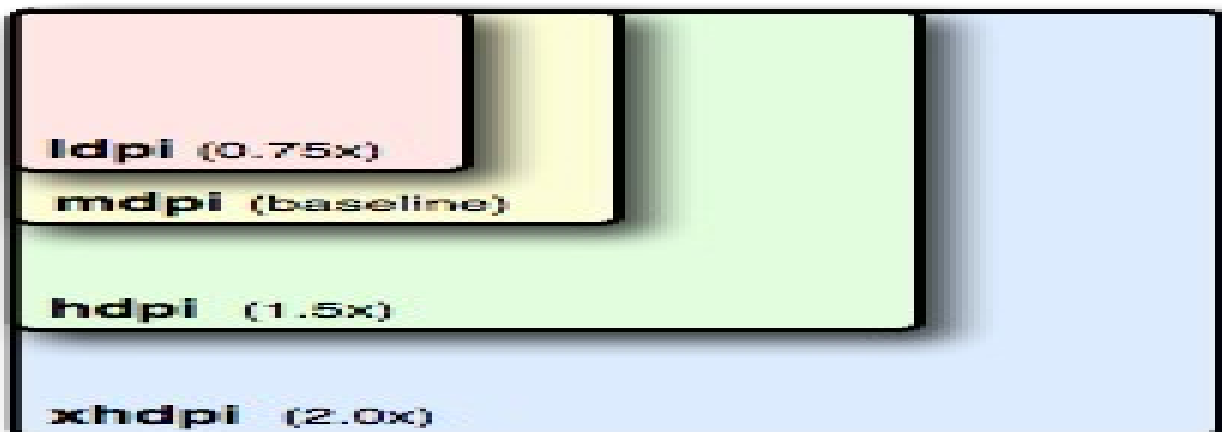 ldpi (0.75x)
mdpi (baseline)
hdpi (1.5x)
xhdpi (2.0x)